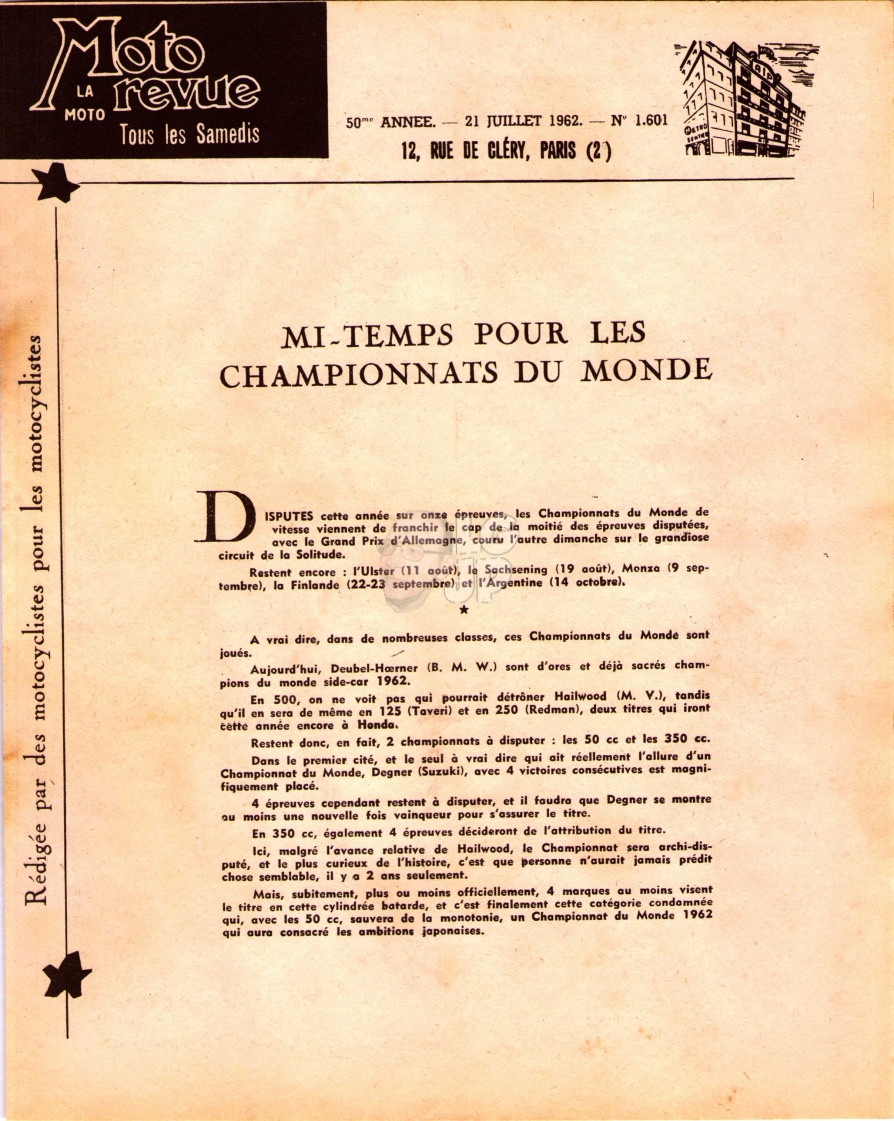 Moto
revue
LA
MOTO
Tous les Samedis
50me ANNEE. — 21 JUILLET 1962. — N° 1.601
12, RUE DE CLÉRY, PARIS (2e)
METRO
SENTIER
Rédigée par des motocyclistes pour les motocyclistes
MI-TEMPS POUR LES
CHAMPIONNATS DU MONDE
DISPUTES cette année sur onze épreuves, les Championnats du Monde de
vitesse viennent de franchir le cap de la moitié des épreuves disputées,
avec le Grand Prix d'Allemagne, couru l'autre dimanche sur le grandiose
circuit de la Solitude.
Restent encore : l'Ulster (11 août), le Sachsening (19 août), Monza (9 sep-
tembre), la Finlande (22-23 septembre) et l'Argentine (14 octobre).
A vrai dire, dans de nombreuses classes, ces Championnats du Monde sont
joués.
Aujourd'hui, Deubel-Hœrner (B. M. W.) sont d'ores et déjà sacrés cham-
pions du monde side-car 1962.
En 500, on ne voit pas qui pourrait détrôner Hailwood (M. V.), tandis
qu'il en sera de même en 125 (Taveri) et en 250 (Redman), deux titres qui iront
cette année encore à Honda.
Restent donc, en fait, 2 championnats à disputer : les 50 cc et les 350 cc.
Dans le premier cité, et le seul à vrai dire qui ait réellement l'allure d'un
Championnat du Monde, Degner (Suzuki), avec 4 victoires consécutives est magni-
fiquement placé.
4 épreuves cependant restent à disputer, et il faudra que Degner se montre
au moins une nouvelle fois vainqueur pour s'assurer le titre.
En 350 cc, également 4 épreuves décideront de l'attribution du titre.
Ici, malgré l'avance relative de Hailwood, le Championnat sera archi-dis-
puté, et le plus curieux de l'histoire, c'est que personne n'aurait jamais prédit
chose semblable, il y a 2 ans seulement.
Mais, subitement, plus ou moins officiellement, 4 marques au moins visent
le titre en cette cylindrée batarde, et c'est finalement cette catégorie condamnée
qui, avec les 50 cc, sauvera de la monotonie, un Championnat du Monde 1962
qui aura consacré les ambitions japonaises.